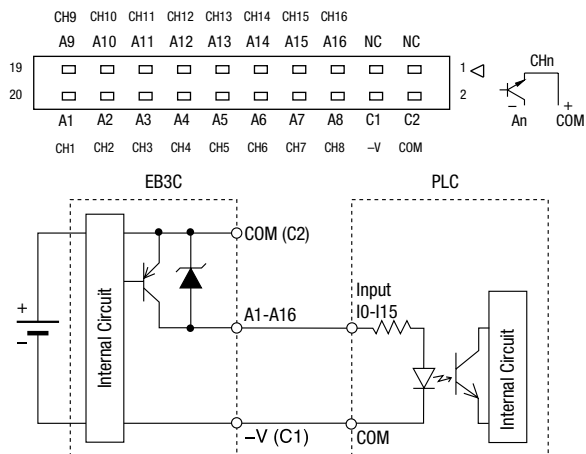 CH9 CH10 CH11 CH12 CH13 CH14 CH15 CH16
A9 A10 A11 A12 A13 A14 A15 A16 NC NC
19 1
20 2
A1 A2 A3 A4 A5 A6 A7 A8 C1 C2
CH1 CH2 CH3 CH4 CH5 CH6 CH7 CH8 –V COM
CHn
– +
An COM
EB3C PLC
COM (C2)
+
–
Internal Circuit
A1-A16
Input
I0-I15
Internal Circuit
–V (C1) COM